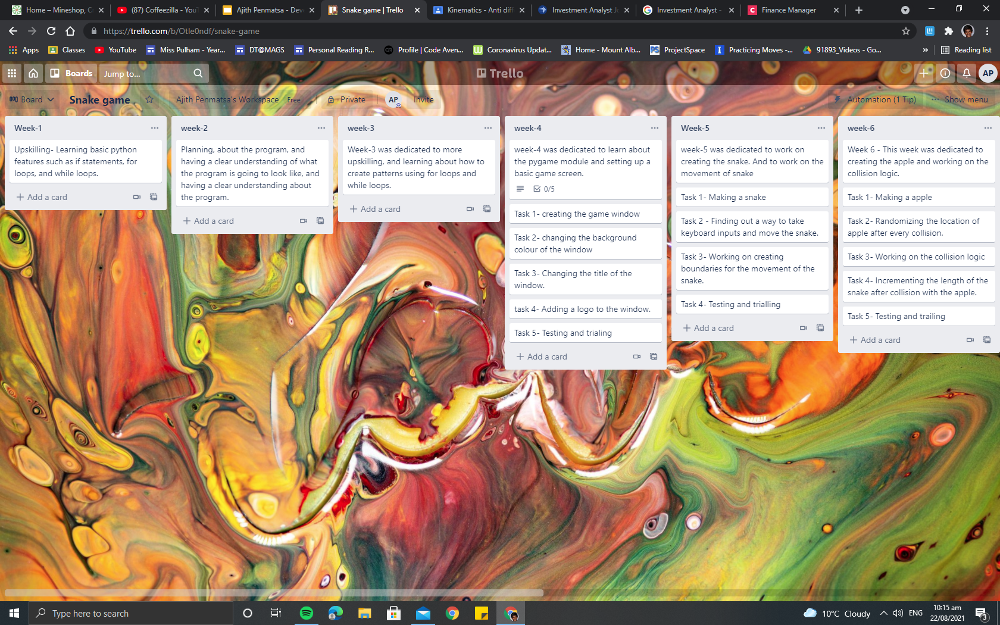 Home – Mineshop, C
(87) Coffeezilla - You
Ajith Penmatsa - Dev
Snake game | Trello
Kinematics - Anti diff
Investment Analyst J
Investment Analyst -
Finance Manager
https://trello.com/b/Otle0ndf/snake-game
Apps
Classes
YouTube
Miss Pulham - Year...
DT@MAGS
Personal Reading R...
Profile | Code Aven...
Coronavirus Updat...
Home - Mount Alb...
ProjectSpace
Practicing Moves -...
91893_Videos - Go...
»
Reading list
Boards
Jump to...
Trello
AP
Board
Snake game
Ajith Penmatsa's Workspace
Free
Private
AP
Invite
Automation (1 Tip)
Show menu
Week-1
Upskilling- Learning basic python
features such as if statements, for
loops, and while loops.
+ Add a card
week-2
Planning, about the program, and
having a clear understanding of what
the program is going to look like, and
having a clear understanding about
the program.
+ Add a card
week-3
Week-3 was dedicated to more
upskilling, and learning about how to
create patterns using for loops and
while loops.
+ Add a card
week-4
week-4 was dedicated to learn about
the pygame module and setting up a
basic game screen.
0/5
Task 1- creating the game window
Task 2- changing the background
colour of the window
Task 3- Changing the title of the
window.
task 4- Adding a logo to the window.
Task 5- Testing and trialing
+ Add a card
Week-5
week-5 was dedicated to work on
creating the snake. And to work on the
movement of snake
Task 1- Making a snake
Task 2 - Finding out a way to take
keyboard inputs and move the snake.
Task 3- Working on creating
boundaries for the movement of the
snake.
Task 4- Testing and trialling
+ Add a card
week-6
Week 6 - This week was dedicated to
creating the apple and working on the
collision logic.
Task 1- Making a apple
Task 2- Randomizing the location of
apple after every collision.
Task 3- Working on the collision logic
Task 4- Incrementing the length of the
snake after collision with the apple.
Task 5- Testing and trailing
+ Add a card
Type here to search
10°C Cloudy
ENG
10:15 am
22/08/2021
3